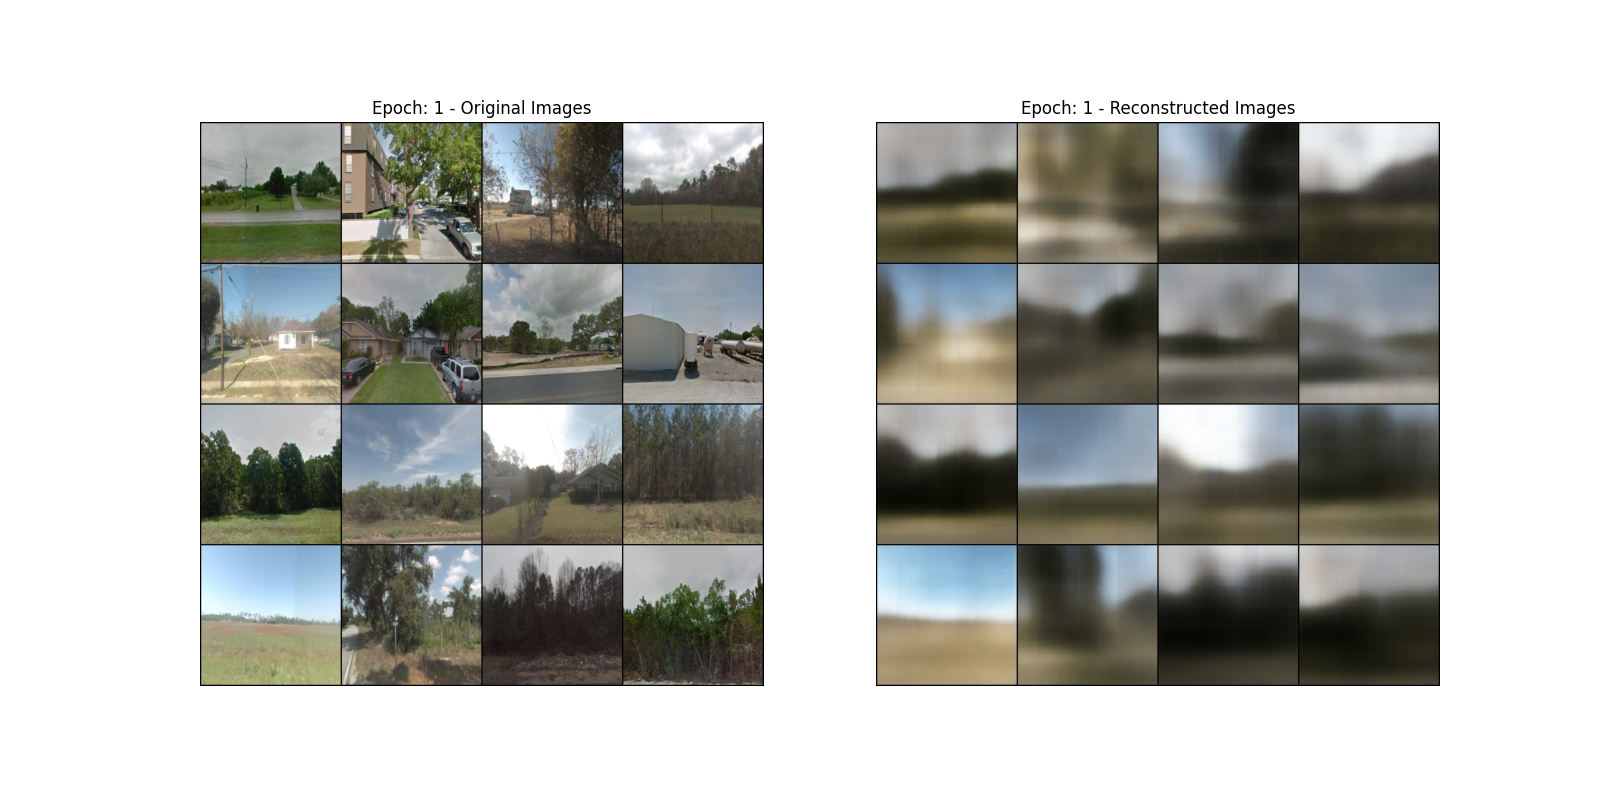 Epoch: 1 - Original Images
Epoch: 1 - Reconstructed Images